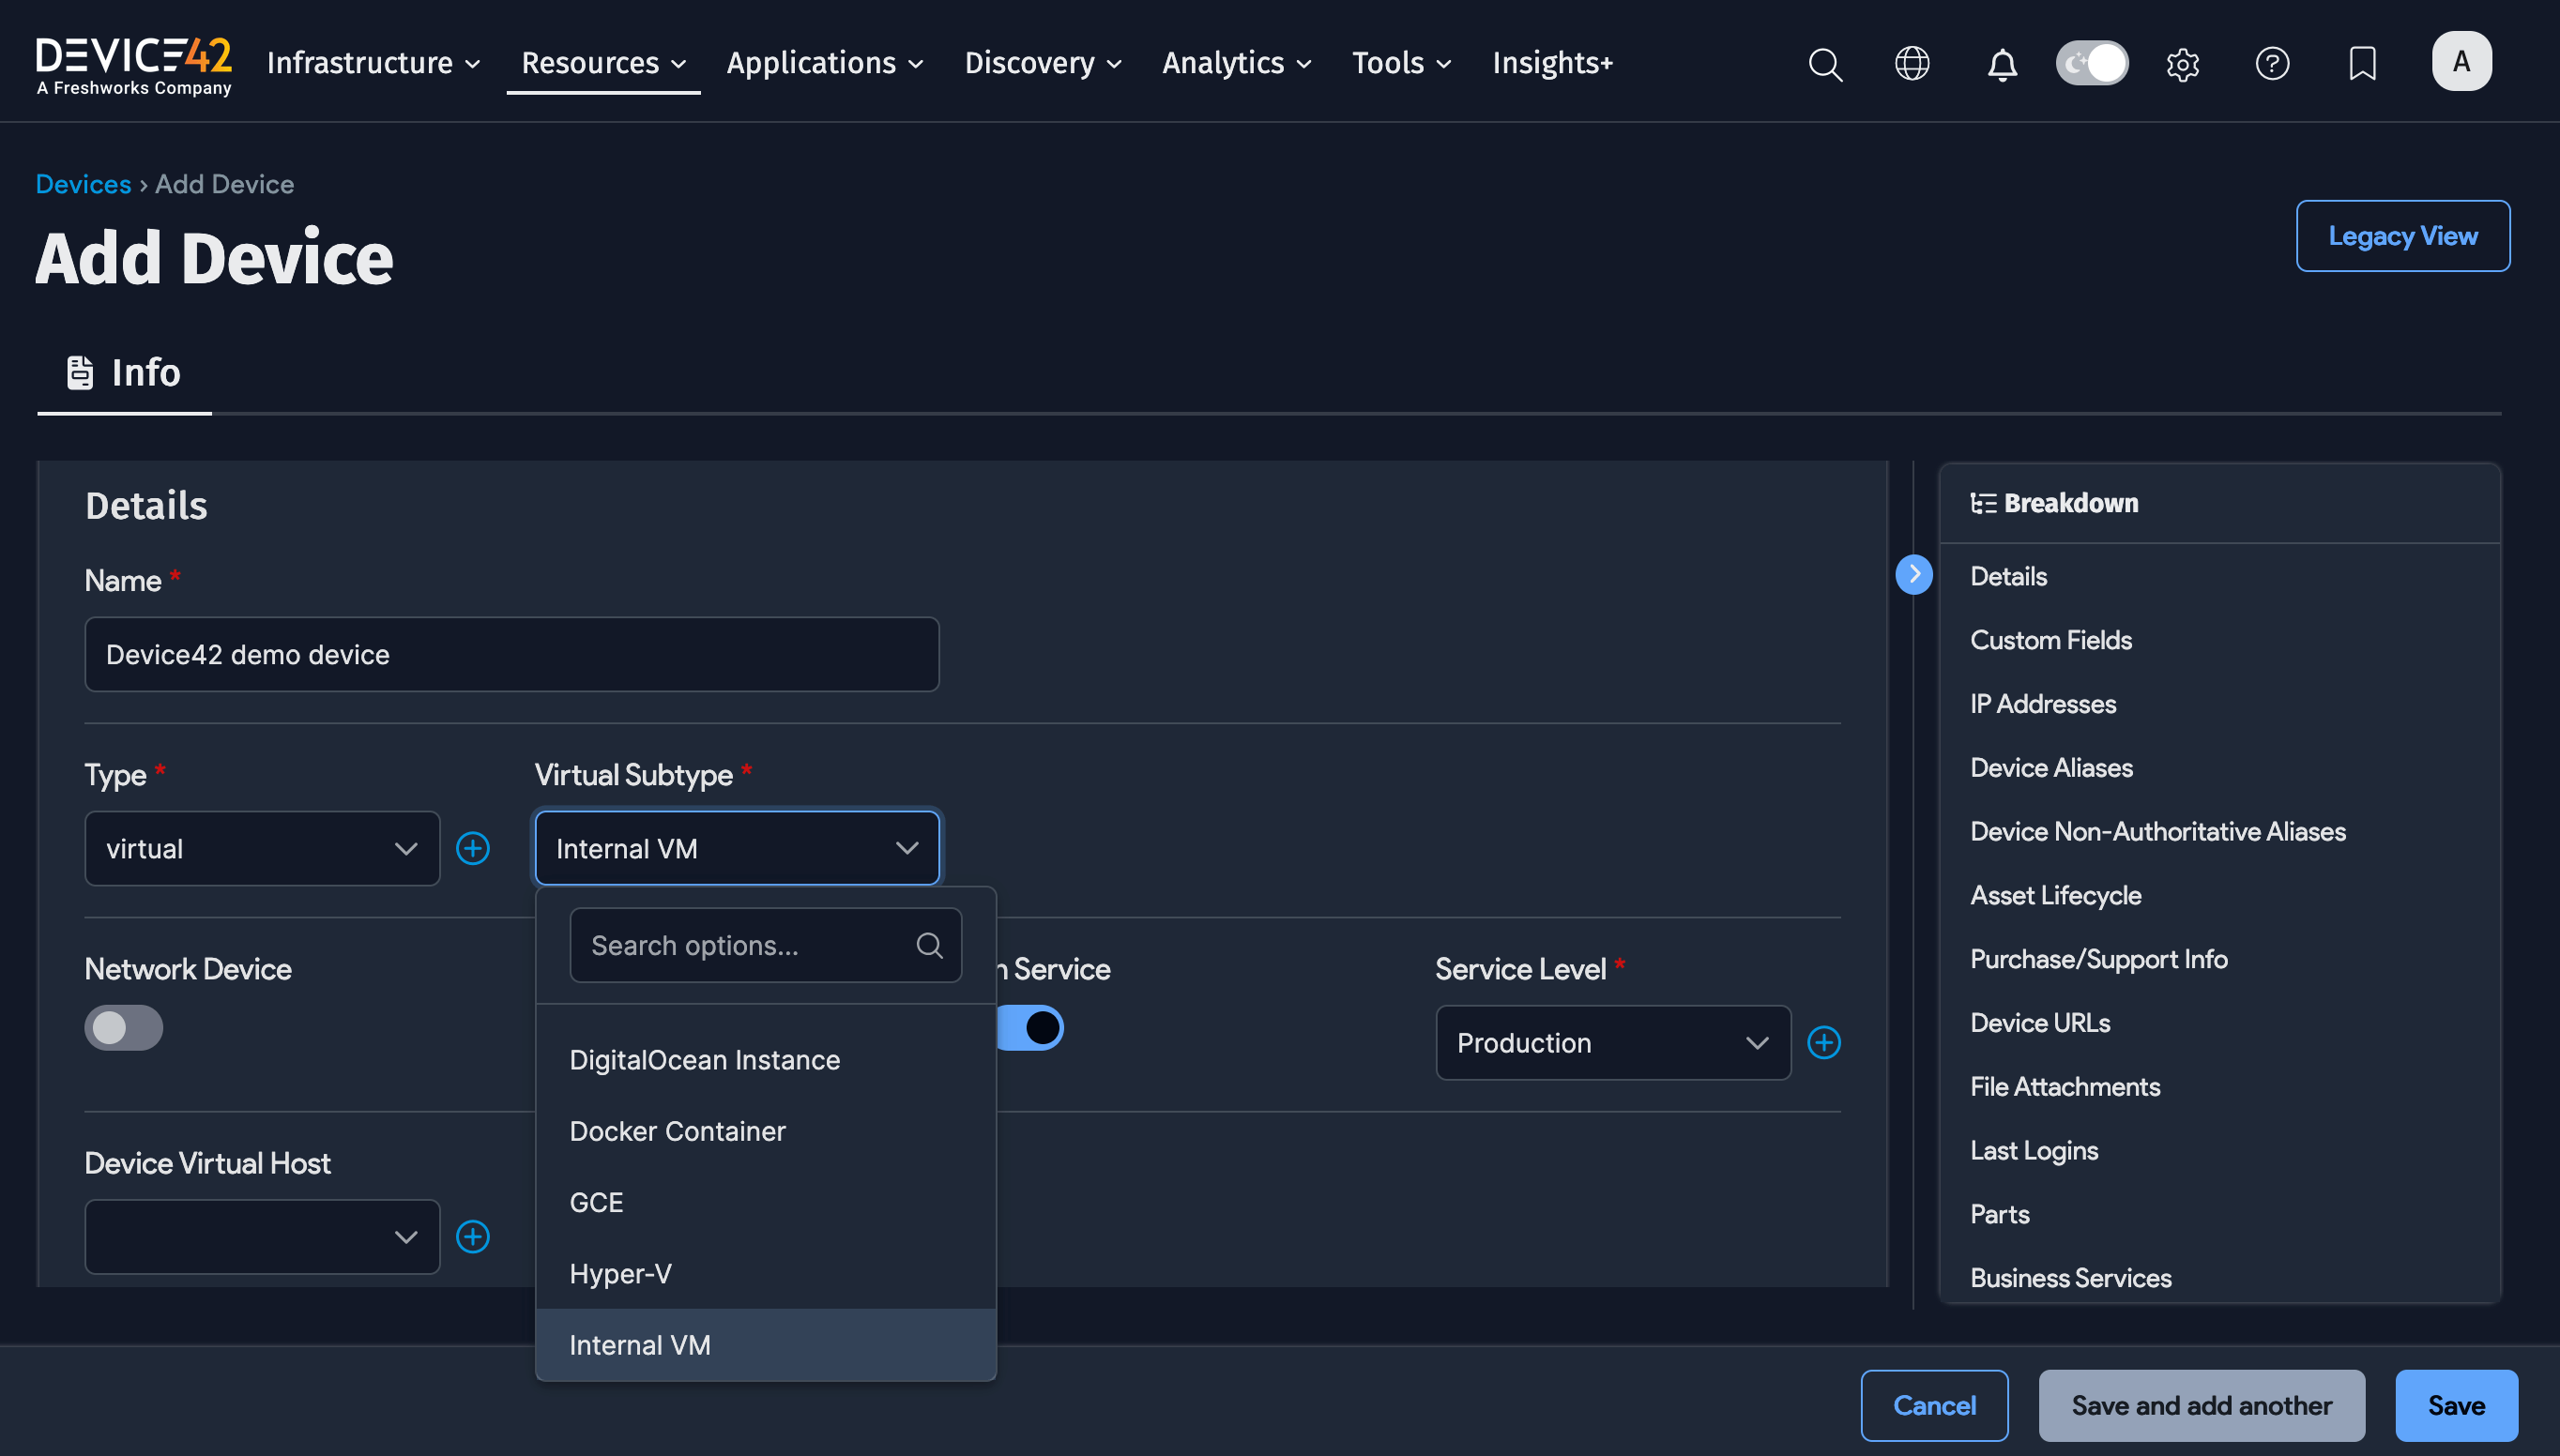 DEVICE42
A Freshworks Company
Infrastructure
Resources
Applications
Discovery
Analytics
Tools
Insights+
A
Devices › Add Device
Add Device
Legacy View
Info
Details
Name *
Device42 demo device
Type *
Virtual Subtype *
virtual
Internal VM
Search options...
DigitalOcean Instance
Docker Container
GCE
Hyper-V
Internal VM
Network Device
Service
Service Level *
Production
Device Virtual Host
Breakdown
Details
Custom Fields
IP Addresses
Device Aliases
Device Non-Authoritative Aliases
Asset Lifecycle
Purchase/Support Info
Device URLs
File Attachments
Last Logins
Parts
Business Services
Cancel
Save and add another
Save